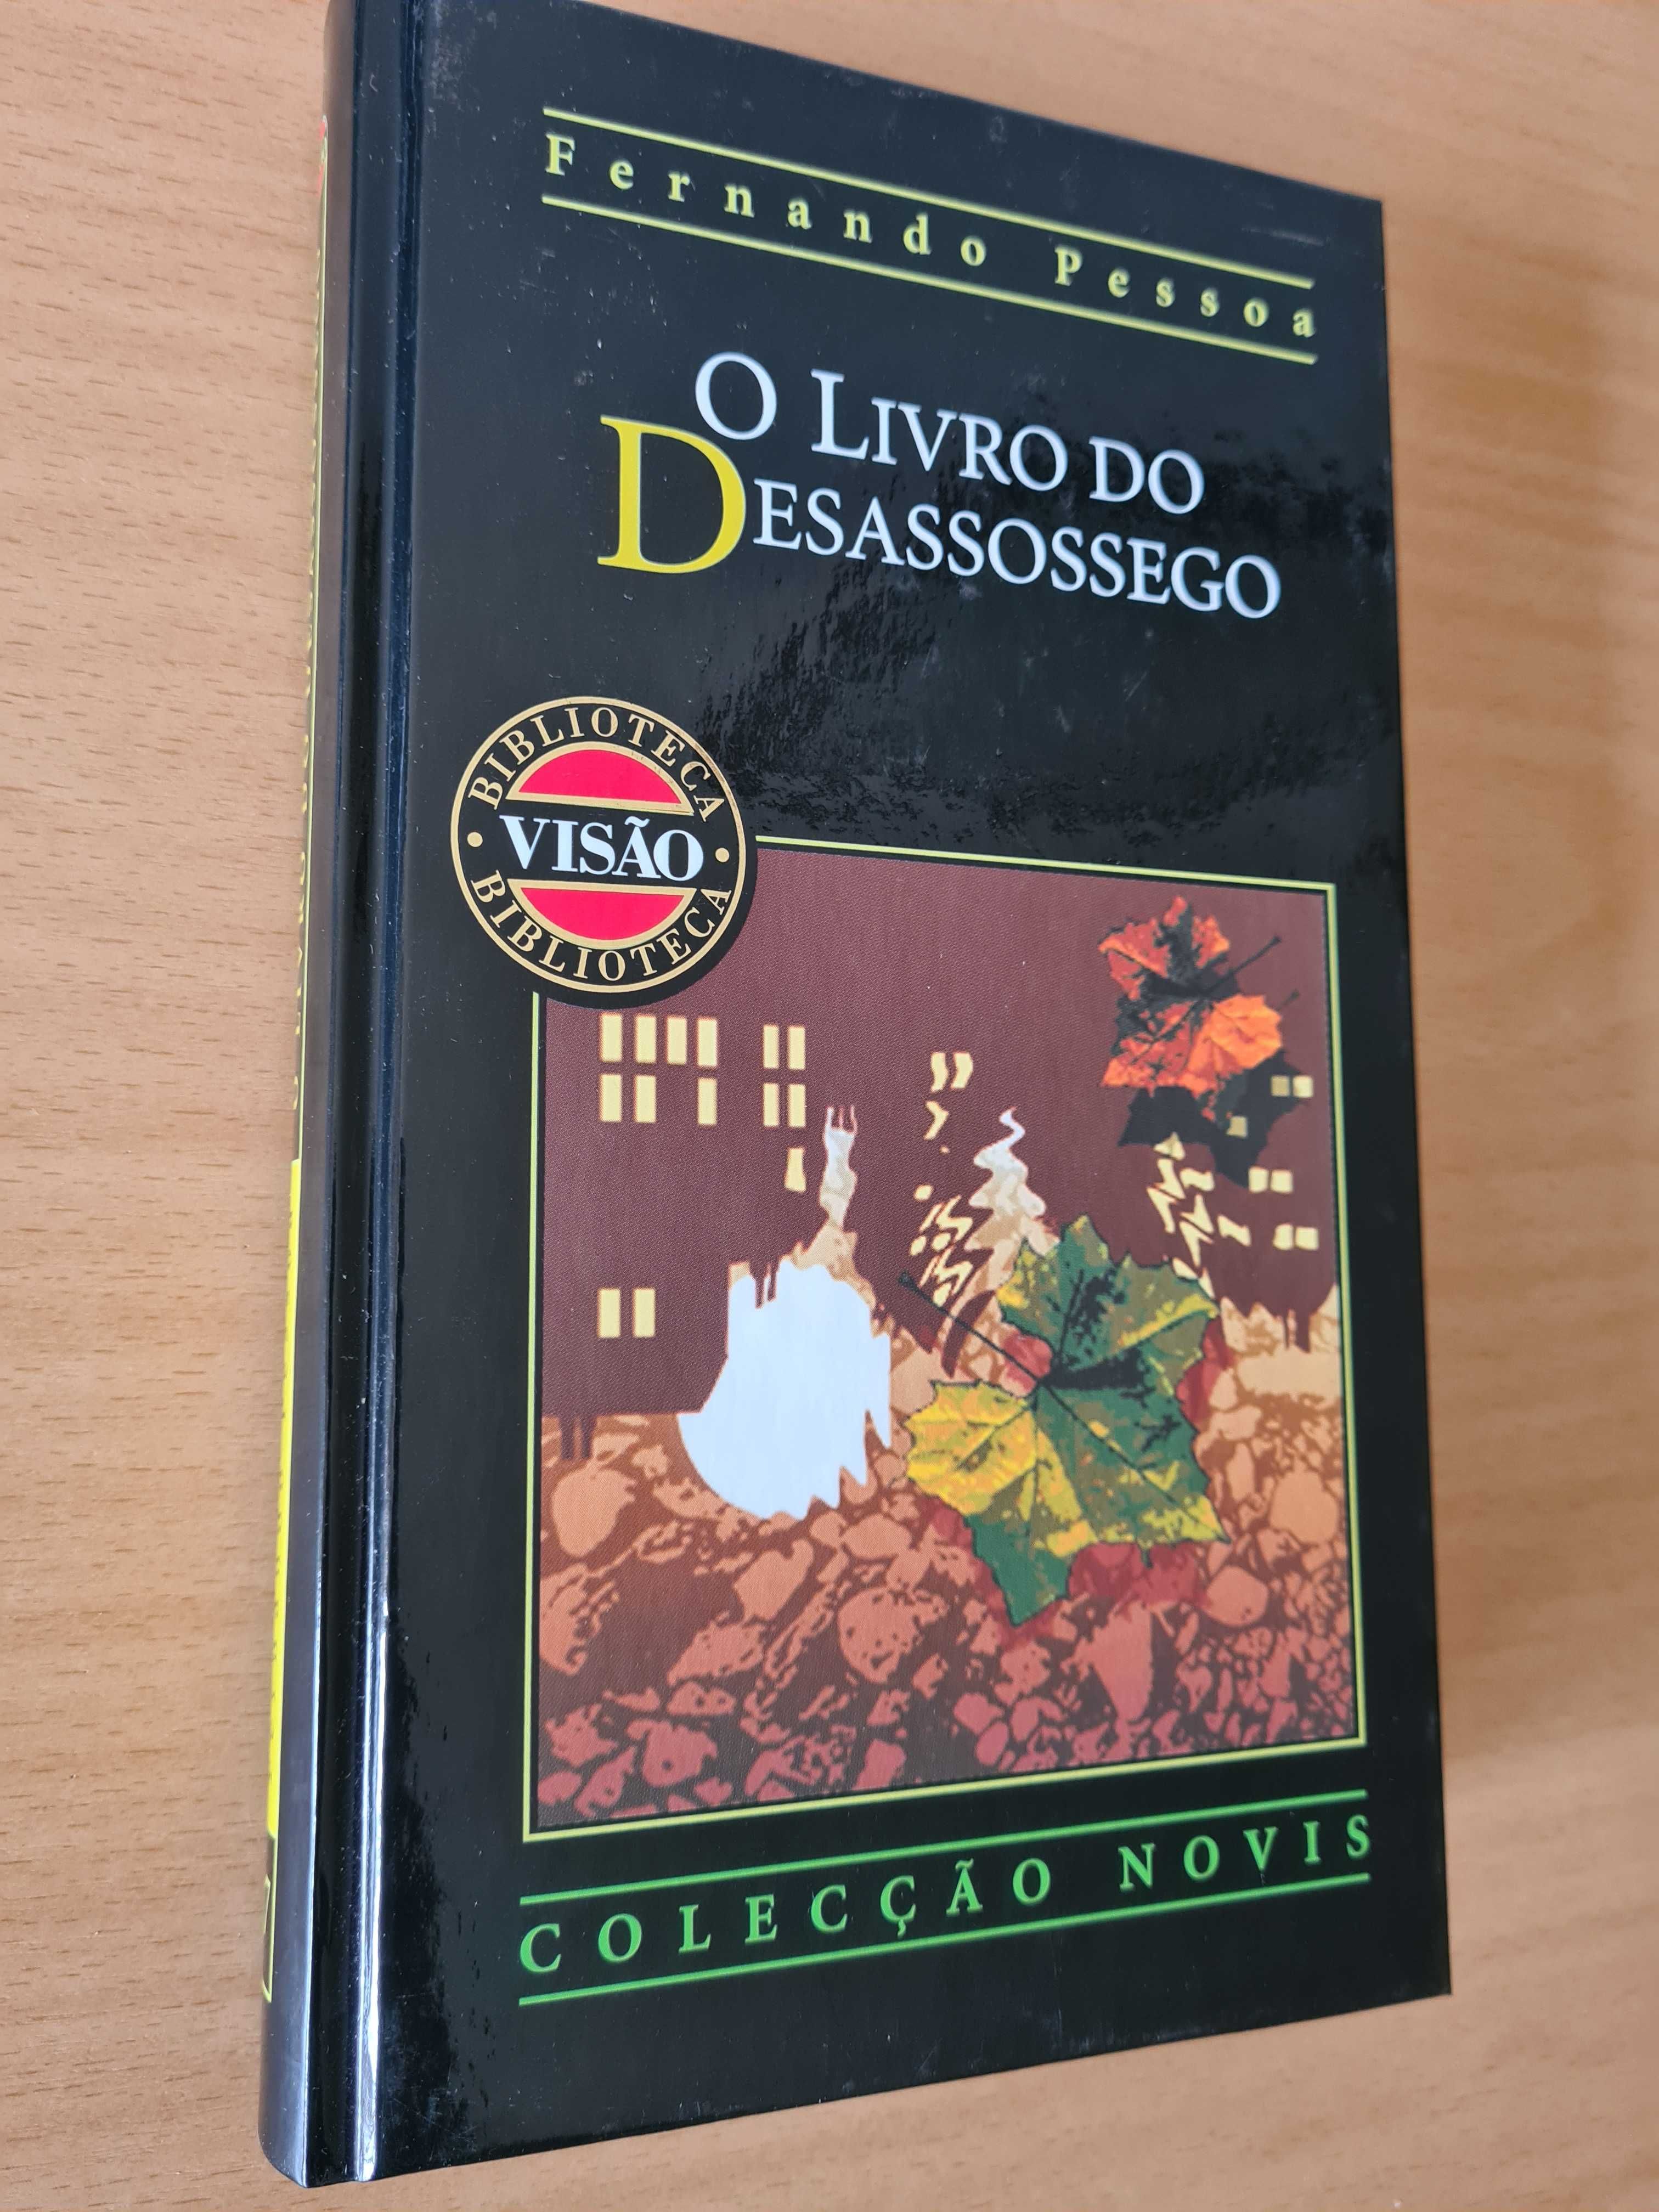 Fernando Pessoa
O LIVRO DO
DESASSOSSEGO
BIBLIOTECA
VISÃO
BIBLIOTECA
COLECÇÃO NOVIS